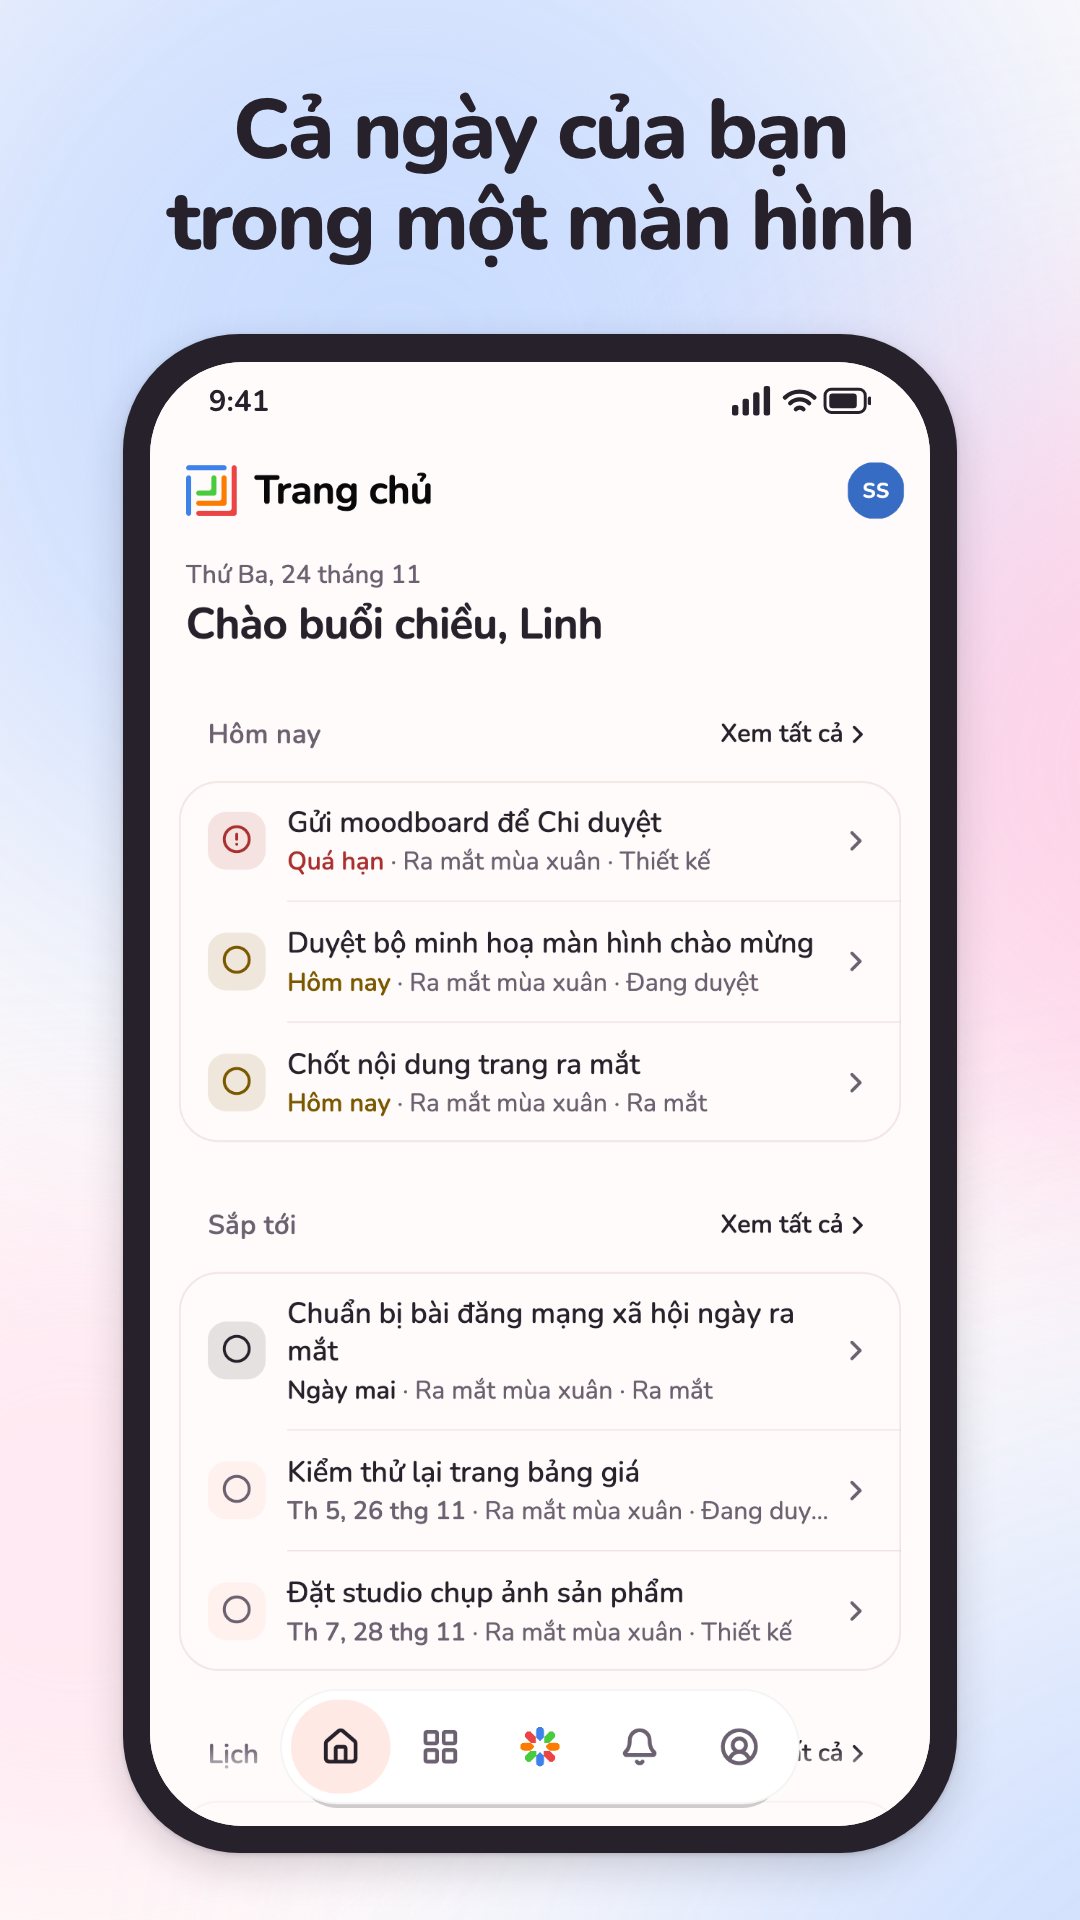 Cả ngày của bạn
trong một màn hình
9:41
Trang chủ
SS
Thứ Ba, 24 tháng 11
Chào buổi chiều, Linh
Hôm nay
Xem tất cả
Gửi moodboard để Chi duyệt
Quá hạn · Ra mắt mùa xuân · Thiết kế
Duyệt bộ minh hoạ màn hình chào mừng
Hôm nay · Ra mắt mùa xuân · Đang duyệt
Chốt nội dung trang ra mắt
Hôm nay · Ra mắt mùa xuân · Ra mắt
Sắp tới
Xem tất cả
Chuẩn bị bài đăng mạng xã hội ngày ra
mắt
Ngày mai · Ra mắt mùa xuân · Ra mắt
Kiểm thử lại trang bảng giá
Th 5, 26 thg 11 · Ra mắt mùa xuân · Đang duy...
Đặt studio chụp ảnh sản phẩm
Th 7, 28 thg 11 · Ra mắt mùa xuân · Thiết kế
Lịch
cả